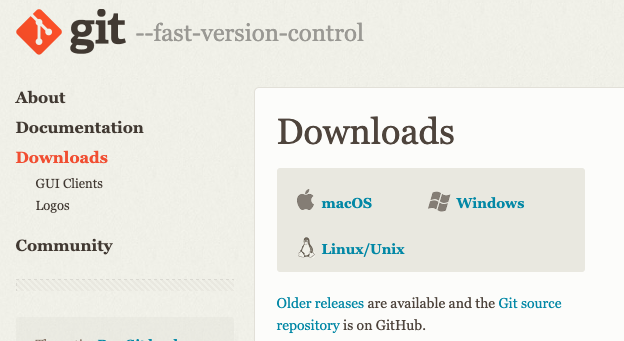 git --fast-version-control
About
Documentation
Downloads
GUI Clients
Logos
Community
Downloads
macOS
Windows
Linux/Unix
Older releases are available and the Git source
repository is on GitHub.